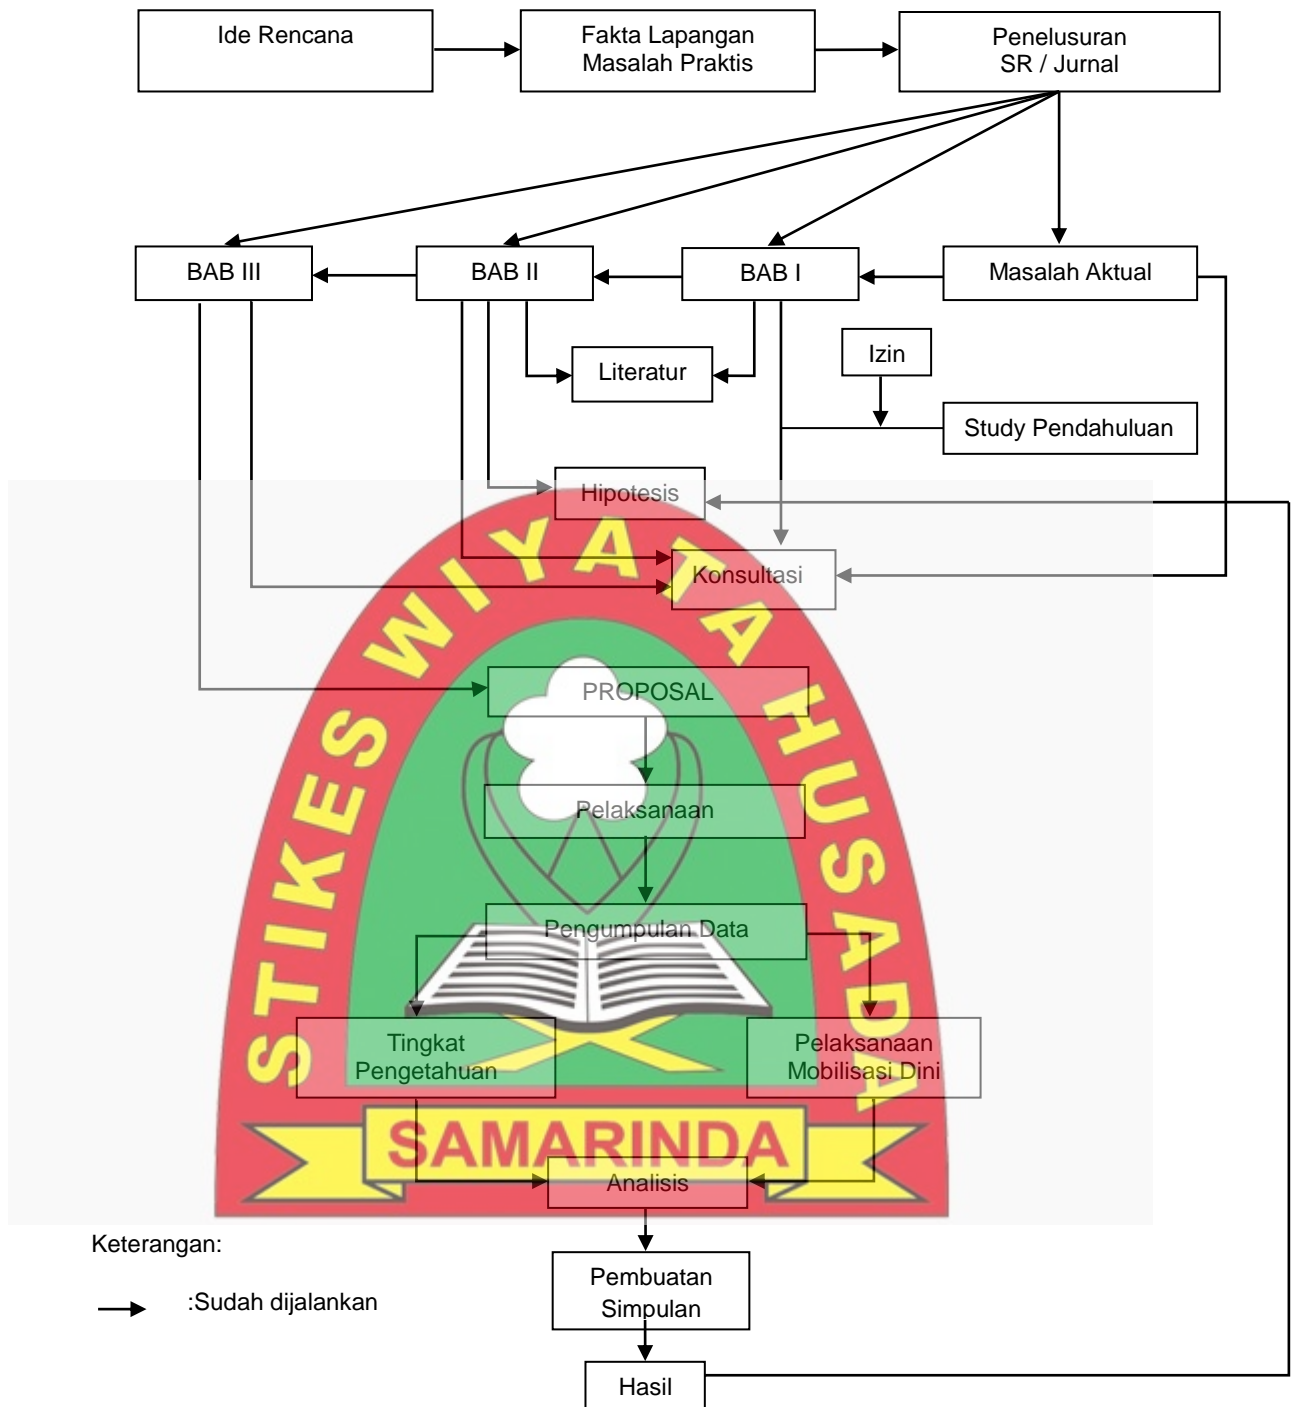 Ide Rencana
Fakta Lapangan
Masalah Praktis
Penelusuran
SR / Jurnal
BAB III
BAB II
BAB I
Masalah Aktual
Izin
Literatur
Study Pendahuluan
Hipotesis
Konsultasi
PROPOSAL
Pelaksanaan
Pengumpulan Data
Tingkat
Pengetahuan
Pelaksanaan
Mobilisasi Dini
STIKES WIYATA HUSADA
SAMARINDA
Analisis
Keterangan:
:Sudah dijalankan
Pembuatan
Simpulan
Hasil